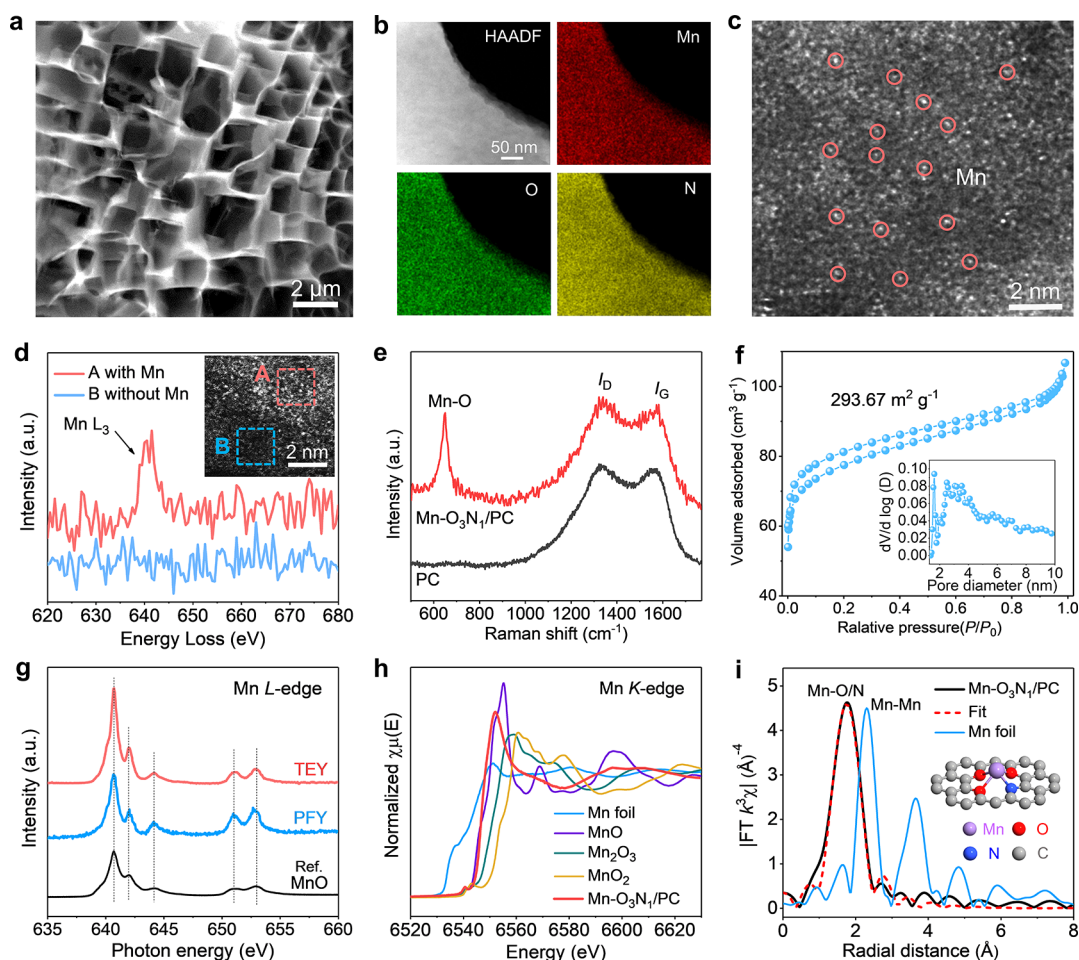 a
2 µm
b
HAADF
50 nm
Mn
O
N
c
Mn
2 nm
d
A with Mn
B without Mn
Mn L₃
A
B
2 nm
Intensity (a.u.)
620 630 640 650 660 670 680
Energy Loss (eV)
e
Mn-O
I_D
I_G
Mn-O₃N₁/PC
PC
Intensity (a.u.)
600 800 1000 1200 1400 1600
Raman shift (cm⁻¹)
f
293.67 m² g⁻¹
Volume adsorbed (cm³ g⁻¹)
100
80
60
40
0.0 0.2 0.4 0.6 0.8 1.0
Ralative pressure(P/P₀)
dV/d log (D)
0.10
0.08
0.06
0.04
0.02
0.00
2 4 6 8 10
Pore diameter (nm)
g
Mn L-edge
TEY
PFY
Ref.
MnO
Intensity (a.u.)
635 640 645 650 655 660
Photon energy (eV)
h
Mn K-edge
Mn foil
MnO
Mn₂O₃
MnO₂
Mn-O₃N₁/PC
Normalized χμ(E)
6520 6540 6560 6580 6600 6620
Energy (eV)
i
Mn-O/N
Mn-Mn
Mn-O₃N₁/PC
Fit
Mn foil
Mn O
N C
|FT k³χ| (Å)⁻⁴
5
4
3
2
1
0
0 2 4 6 8
Radial distance (Å)